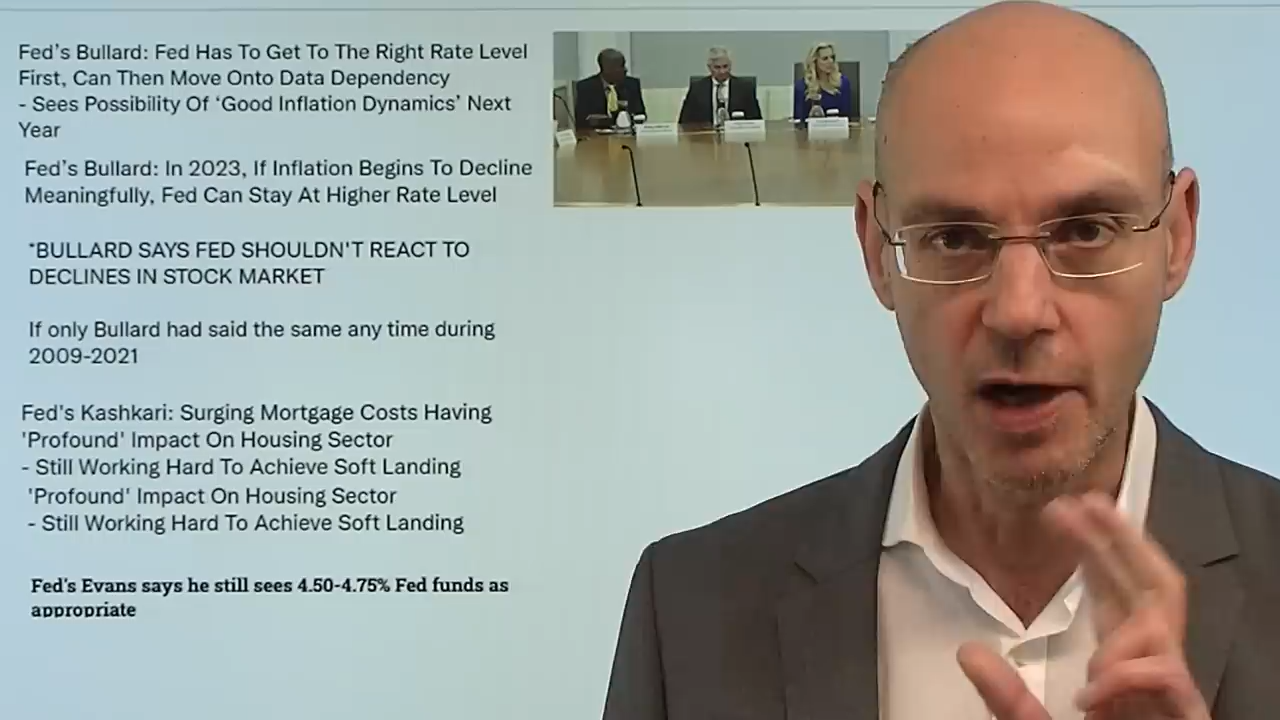 Fed's Bullard: Fed Has To Get To The Right Rate Level
First, Can Then Move Onto Data Dependency
- Sees Possibility Of ‘Good Inflation Dynamics’ Next
Year
Fed's Bullard: In 2023, If Inflation Begins To Decline
Meaningfully, Fed Can Stay At Higher Rate Level
*BULLARD SAYS FED SHOULDN'T REACT TO
DECLINES IN STOCK MARKET
If only Bullard had said the same any time during
2009-2021
Fed's Kashkari: Surging Mortgage Costs Having
'Profound' Impact On Housing Sector
- Still Working Hard To Achieve Soft Landing
'Profound' Impact On Housing Sector
- Still Working Hard To Achieve Soft Landing
Fed's Evans says he still sees 4.50-4.75% Fed funds as
appropriate